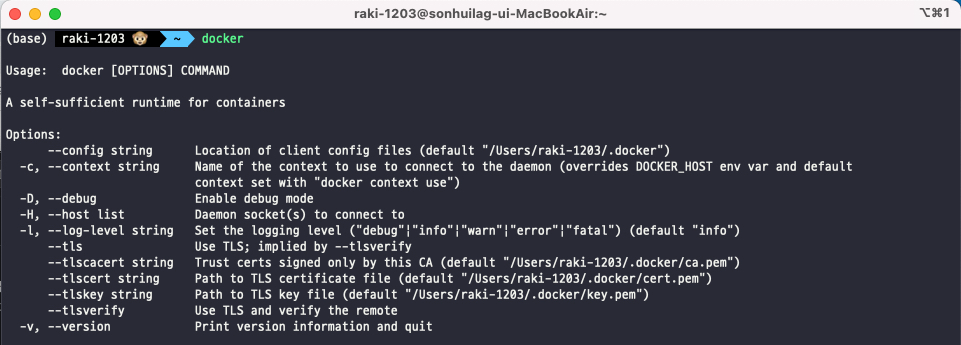 raki-1203@sonhuilag-ui-MacBookAir:~ ⌥⌘1
(base) raki-1203 🐵 ~ docker
Usage:  docker [OPTIONS] COMMAND
A self-sufficient runtime for containers
Options:
      --config string      Location of client config files (default "/Users/raki-1203/.docker")
  -c, --context string     Name of the context to use to connect to the daemon (overrides DOCKER_HOST env var and default
                           context set with "docker context use")
  -D, --debug              Enable debug mode
  -H, --host list          Daemon socket(s) to connect to
  -l, --log-level string   Set the logging level ("debug"|"info"|"warn"|"error"|"fatal") (default "info")
      --tls                Use TLS; implied by --tlsverify
      --tlscacert string   Trust certs signed only by this CA (default "/Users/raki-1203/.docker/ca.pem")
      --tlscert string     Path to TLS certificate file (default "/Users/raki-1203/.docker/cert.pem")
      --tlskey string      Path to TLS key file (default "/Users/raki-1203/.docker/key.pem")
      --tlsverify          Use TLS and verify the remote
  -v, --version            Print version information and quit